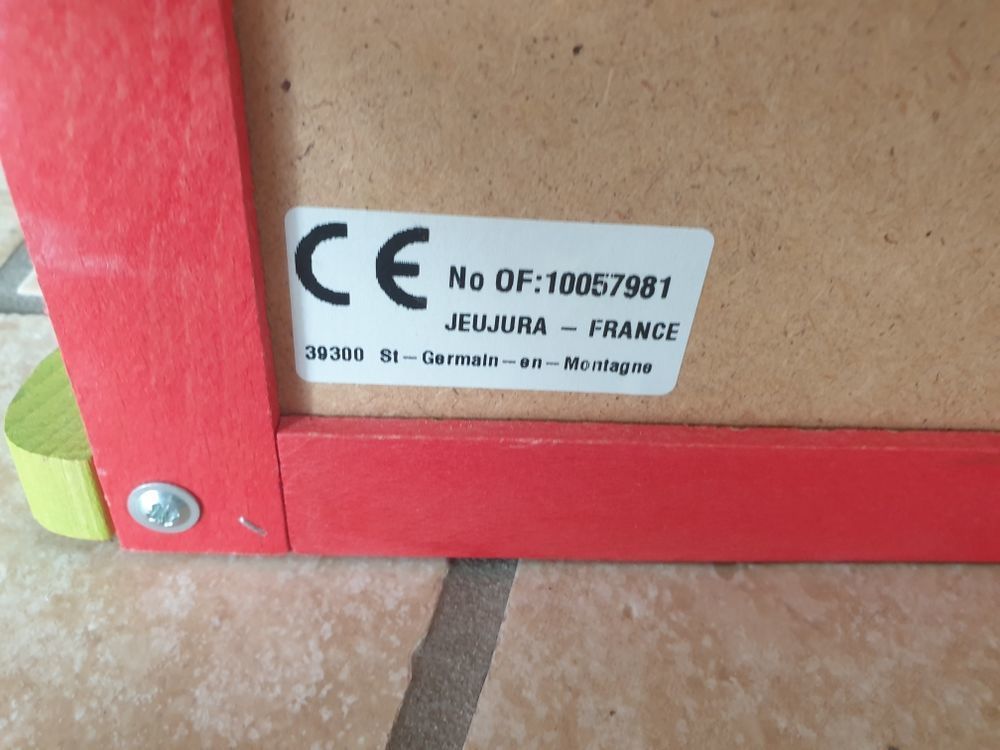 CE No OF:10057981
JEUJURA - FRANCE
39300 St-Germain-en-Montagne